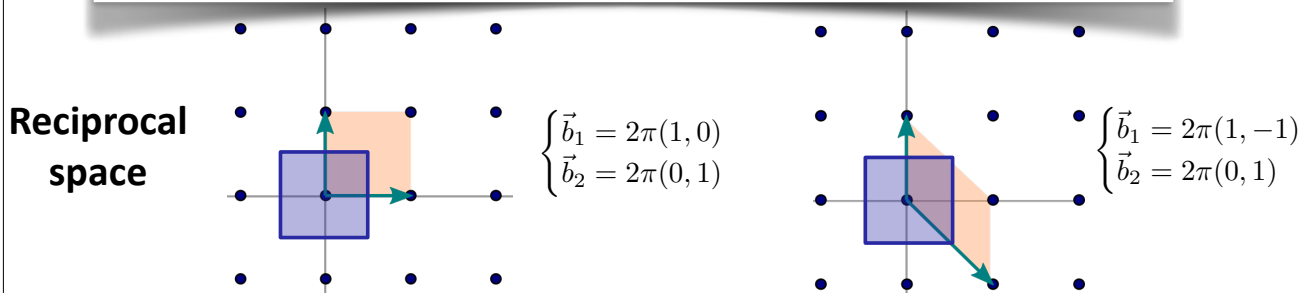 Reciprocal
space
{b⃗₁ = 2π(1, 0)
b⃗₂ = 2π(0, 1)
{b⃗₁ = 2π(1, −1)
b⃗₂ = 2π(0, 1)